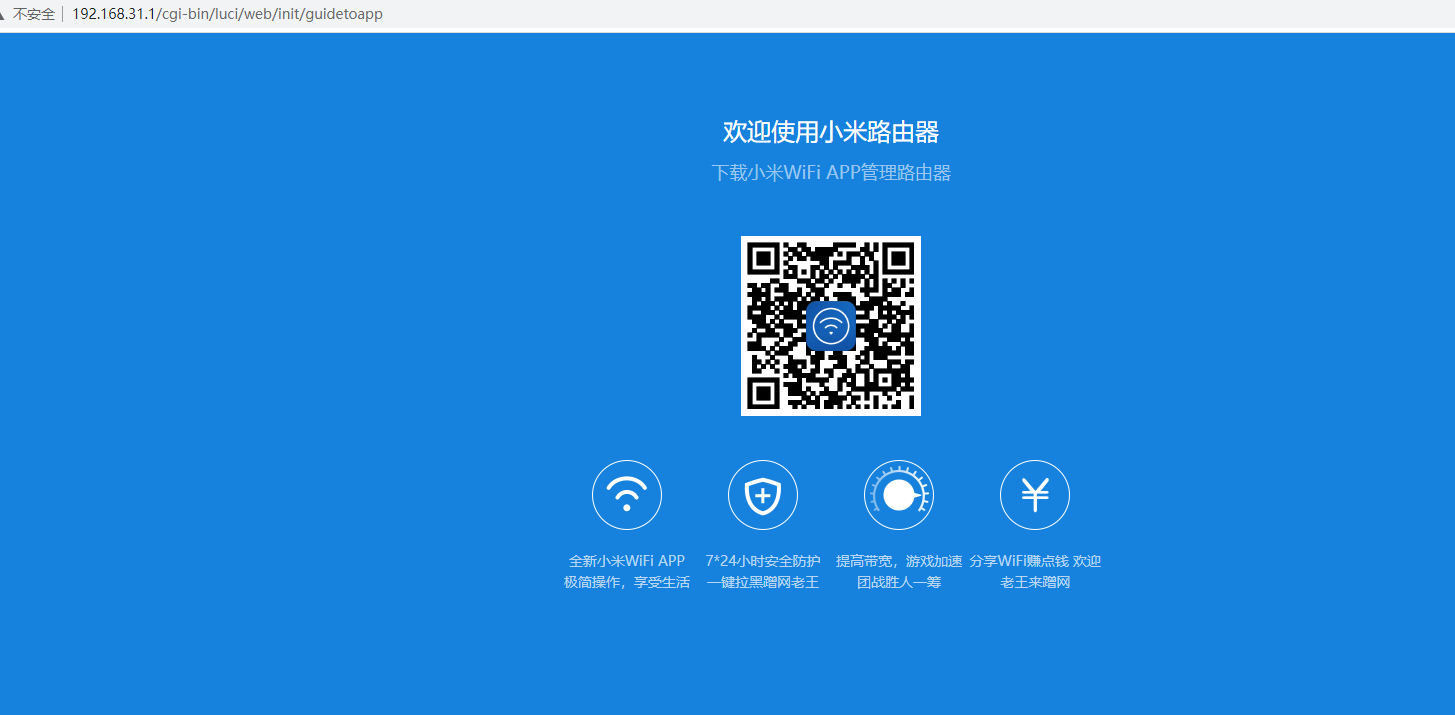 不安全 192.168.31.1/cgi-bin/luci/web/init/guidetoapp
欢迎使用小米路由器
下载小米WiFi APP管理路由器
全新小米WiFi APP
极简操作，享受生活
7*24小时安全防护
一键拉黑蹭网老王
提高带宽，游戏加速
团战胜人一筹
分享WiFi赚点钱 欢迎
老王来蹭网